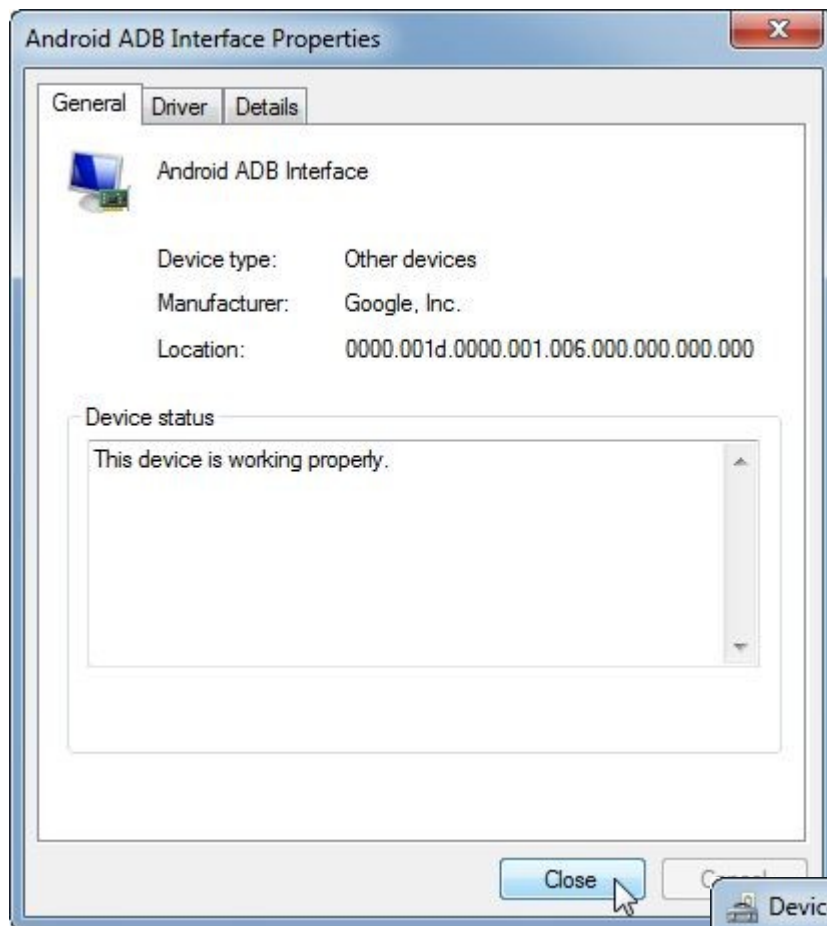 Android ADB Interface Properties
General Driver Details
Android ADB Interface
Device type: Other devices
Manufacturer: Google, Inc.
Location: 0000.001d.0000.001.006.000.000.000.000
Device status
This device is working properly.
Close